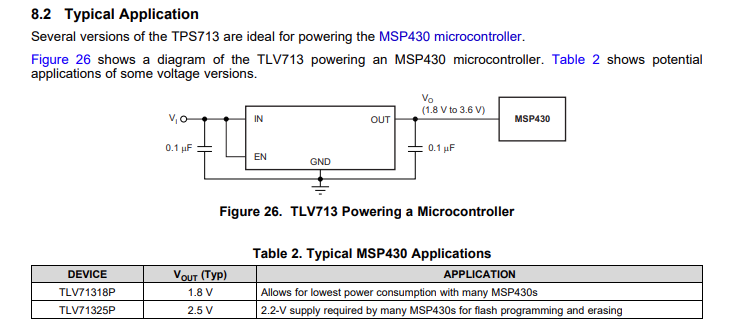 8.2 Typical Application
Several versions of the TPS713 are ideal for powering the MSP430 microcontroller.
Figure 26 shows a diagram of the TLV713 powering an MSP430 microcontroller. Table 2 shows potential
applications of some voltage versions.
VO
(1.8 V to 3.6 V)
VI
IN
OUT
MSP430
0.1 µF
EN
GND
0.1 µF
Figure 26. TLV713 Powering a Microcontroller
Table 2. Typical MSP430 Applications
DEVICE VOUT (Typ) APPLICATION
TLV71318P 1.8 V Allows for lowest power consumption with many MSP430s
TLV71325P 2.5 V 2.2-V supply required by many MSP430s for flash programming and erasing